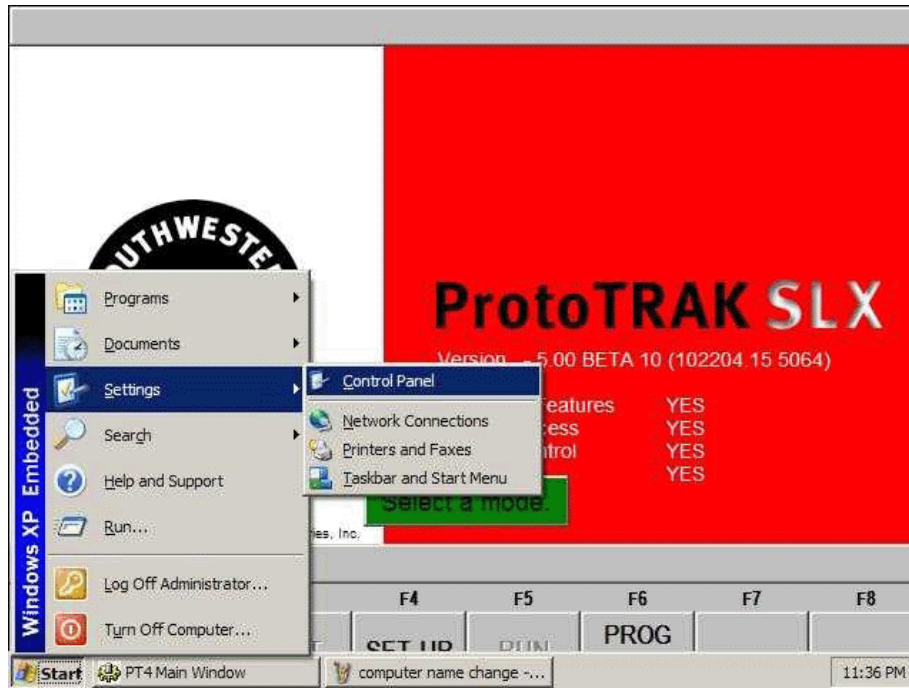 OUTHWESTER
ProtoTRAK SLX
Version - 5.00 BETA 10 (102204.15 5064)
eatures YES
cess YES
ntrol YES
YES
Select a mode.
ries, Inc.
Windows XP Embedded
Programs
Documents
Settings
Search
Help and Support
Run...
Log Off Administrator...
Turn Off Computer...
Control Panel
Network Connections
Printers and Faxes
Taskbar and Start Menu
F4 F5 F6 F7 F8
SET UP RUN PROG
Start PT4 Main Window computer name change -... 11:36 PM